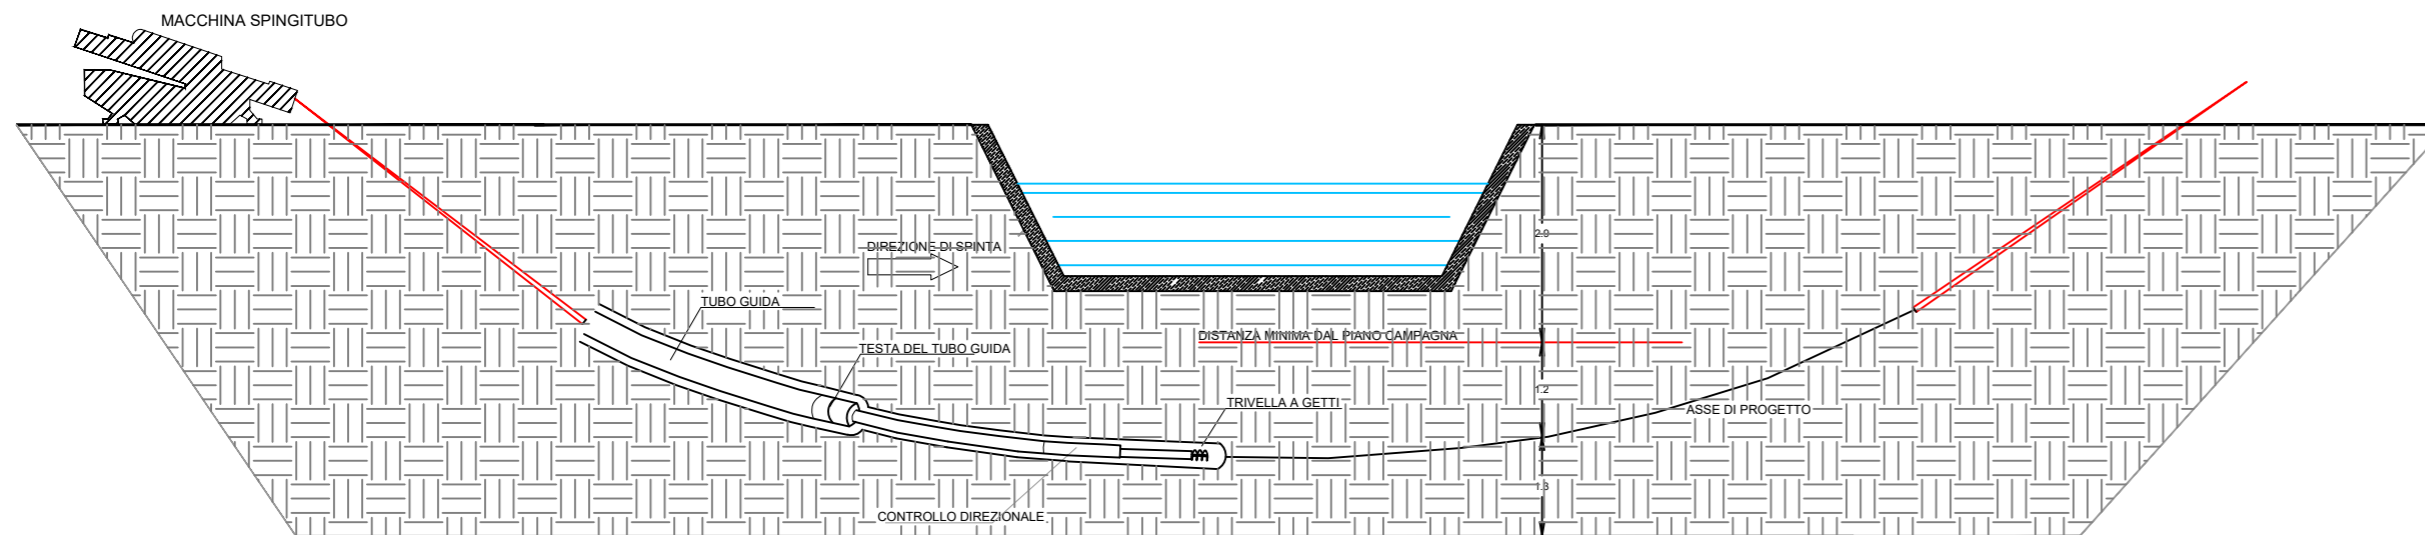 MACCHINA SPINGITUBO
2.9
DIREZIONE DI SPINTA
TUBO GUIDA
DISTANZA MINIMA DAL PIANO CAMPAGNA
TESTA DEL TUBO GUIDA
1.2
TRIVELLA A GETTI
ASSE DI PROGETTO
1.3
CONTROLLO DIREZIONALE